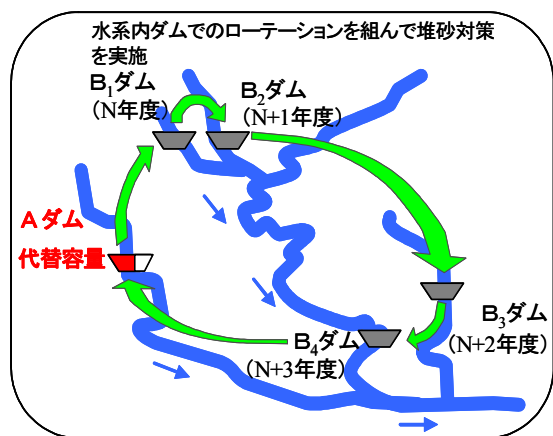 水系内ダムでのローテーションを組んで堆砂対策
を実施
B₁ダム
(N年度)
B₂ダム
(N+1年度)
Aダム
代替容量
B₃ダム
(N+2年度)
B₄ダム
(N+3年度)